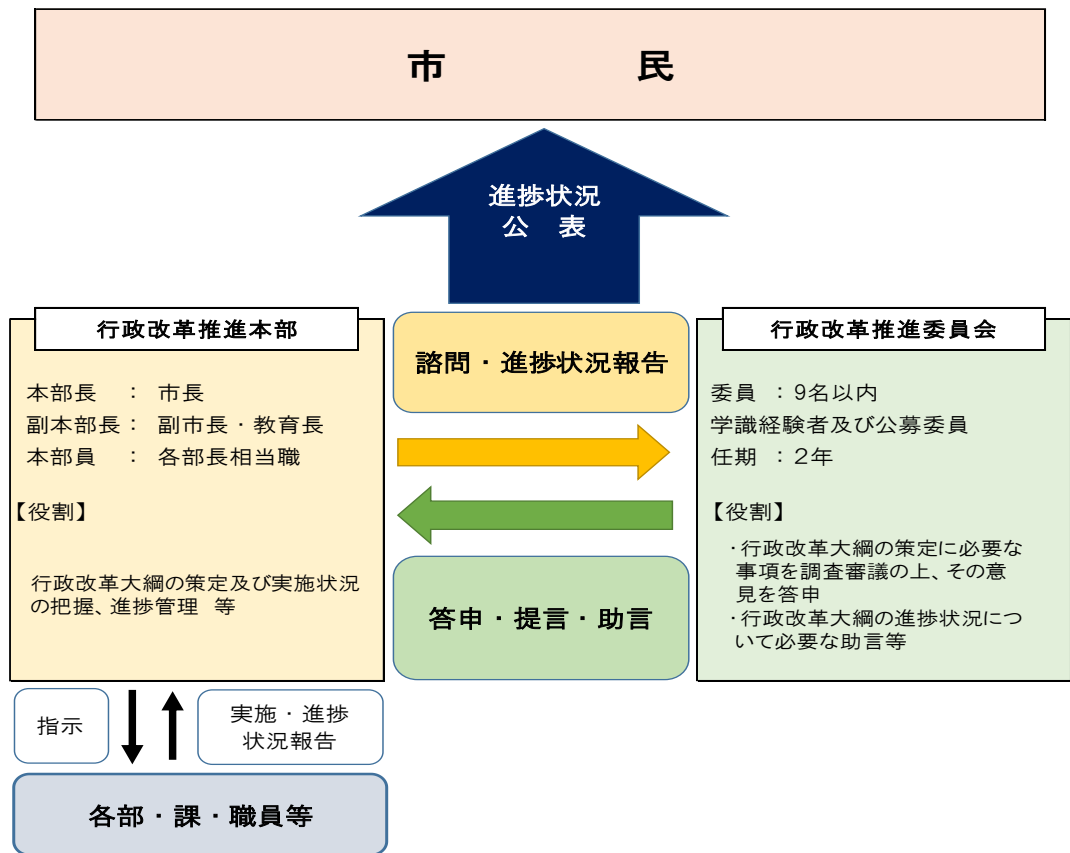 市　　　民
進捗状況
公　表
行政改革推進本部
本部長　：　市長
副本部長：　副市長・教育長
本部員　：　各部長相当職
【役割】
行政改革大綱の策定及び実施状況
の把握、進捗管理　等
諮問・進捗状況報告
答申・提言・助言
行政改革推進委員会
委員　：9名以内
学識経験者及び公募委員
任期　：2年
【役割】
・行政改革大綱の策定に必要な
事項を調査審議の上、その意
見を答申
・行政改革大綱の進捗状況につ
いて必要な助言等
指示
実施・進捗
状況報告
各部・課・職員等